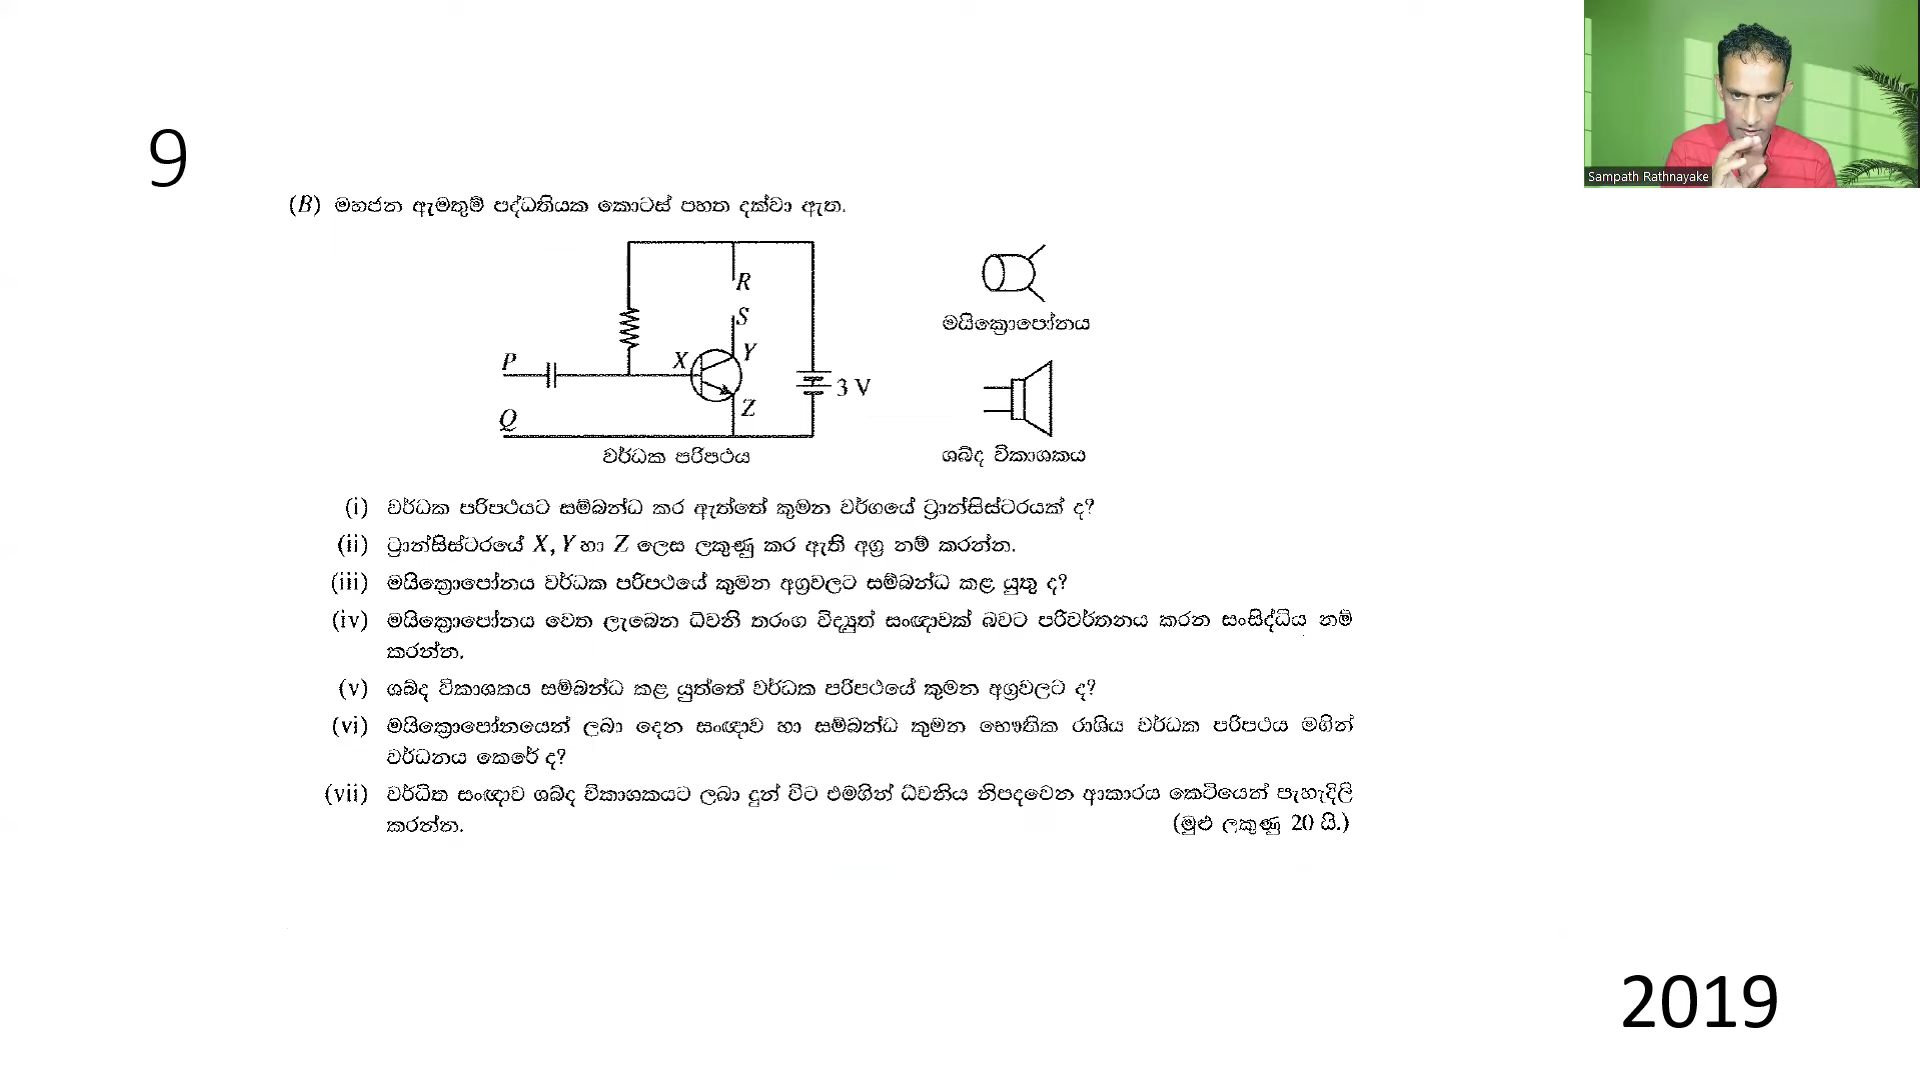 Sampath Rathnayake
9
(B) මහජන ඇමතුම් පද්ධතියක කොටස් පහත දක්වා ඇත.
R
S
P
X
Y
3 V
Z
Q
මයික්‍රොපෝනය
වර්ධක පරිපථය
ශබ්ද විකාශකය
(i) වර්ධක පරිපථයට සම්බන්ධ කර ඇත්තේ කුමන වර්ගයේ ට්‍රාන්සිස්ටරයක් ද?
(ii) ට්‍රාන්සිස්ටරයේ X, Y හා Z ලෙස ලකුණු කර ඇති අග්‍ර නම් කරන්න.
(iii) මයික්‍රොපෝනය වර්ධක පරිපථයේ කුමන අග්‍රවලට සම්බන්ධ කළ යුතු ද?
(iv) මයික්‍රොපෝනය වෙත ලැබෙන ධ්වනි තරංග විද්‍යුත් සංඥාවක් බවට පරිවර්තනය කරන සංසිද්ධිය නම්
කරන්න.
(v) ශබ්ද විකාශකය සම්බන්ධ කළ යුත්තේ වර්ධක පරිපථයේ කුමන අග්‍රවලට ද?
(vi) මයික්‍රොපෝනයෙන් ලබා දෙන සංඥාව හා සම්බන්ධ කුමන භෞතික රාශිය වර්ධක පරිපථය මගින්
වර්ධනය කෙරේ ද?
(vii) වර්ධිත සංඥාව ශබ්ද විකාශකයට ලබා දුන් විට එමගින් ධ්වනිය නිපදවෙන ආකාරය කෙටියෙන් පැහැදිලි
කරන්න. (මුළු ලකුණු 20 යි.)
2019